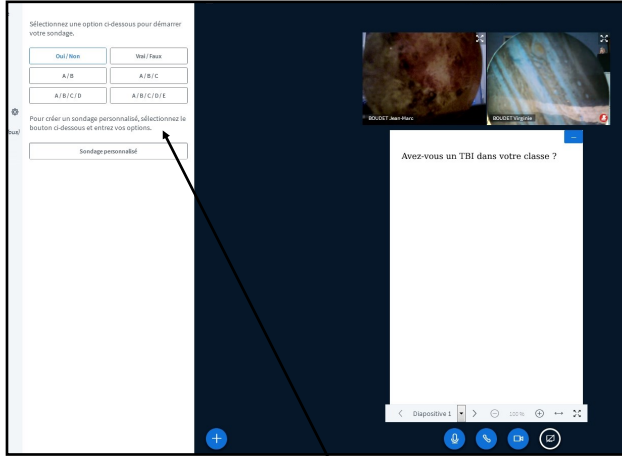 Sélectionnez une option ci-dessous pour démarrer
votre sondage.
Oui / Non
Vrai / Faux
A / B
A / B / C
A / B / C / D
A / B / C / D / E
Pour créer un sondage personnalisé, sélectionnez le
bouton ci-dessous et entrez vos options.
Sondage personnalisé
BOUDET Jean-Marc
BOUDET Virginie
Avez-vous un TBI dans votre classe ?
Diapositive 1
100 %